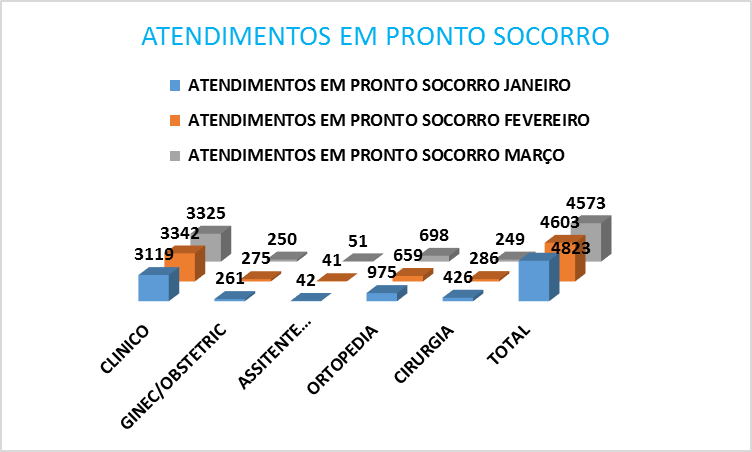 ATENDIMENTOS EM PRONTO SOCORRO
ATENDIMENTOS EM PRONTO SOCORRO JANEIRO
ATENDIMENTOS EM PRONTO SOCORRO FEVEREIRO
ATENDIMENTOS EM PRONTO SOCORRO MARÇO
3325 250 51 698 249 4573
3342 275 41 659 286 4603
3119 261 42 975 426 4823
CLINICO
GINEC/OBSTETRIC
ASSITENTE...
ORTOPEDIA
CIRURGIA
TOTAL